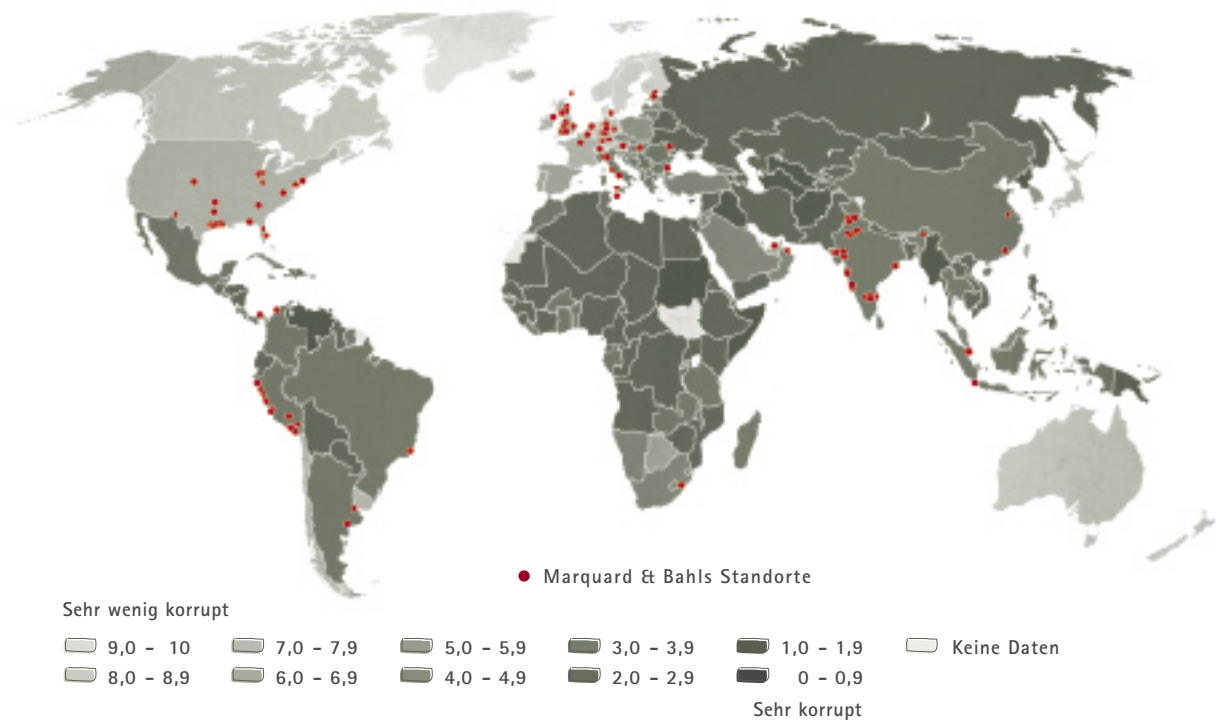 Marquard & Bahls Standorte
Sehr wenig korrupt
9,0 - 10
7,0 - 7,9
5,0 - 5,9
3,0 - 3,9
1,0 - 1,9
Keine Daten
8,0 - 8,9
6,0 - 6,9
4,0 - 4,9
2,0 - 2,9
0 - 0,9
Sehr korrupt